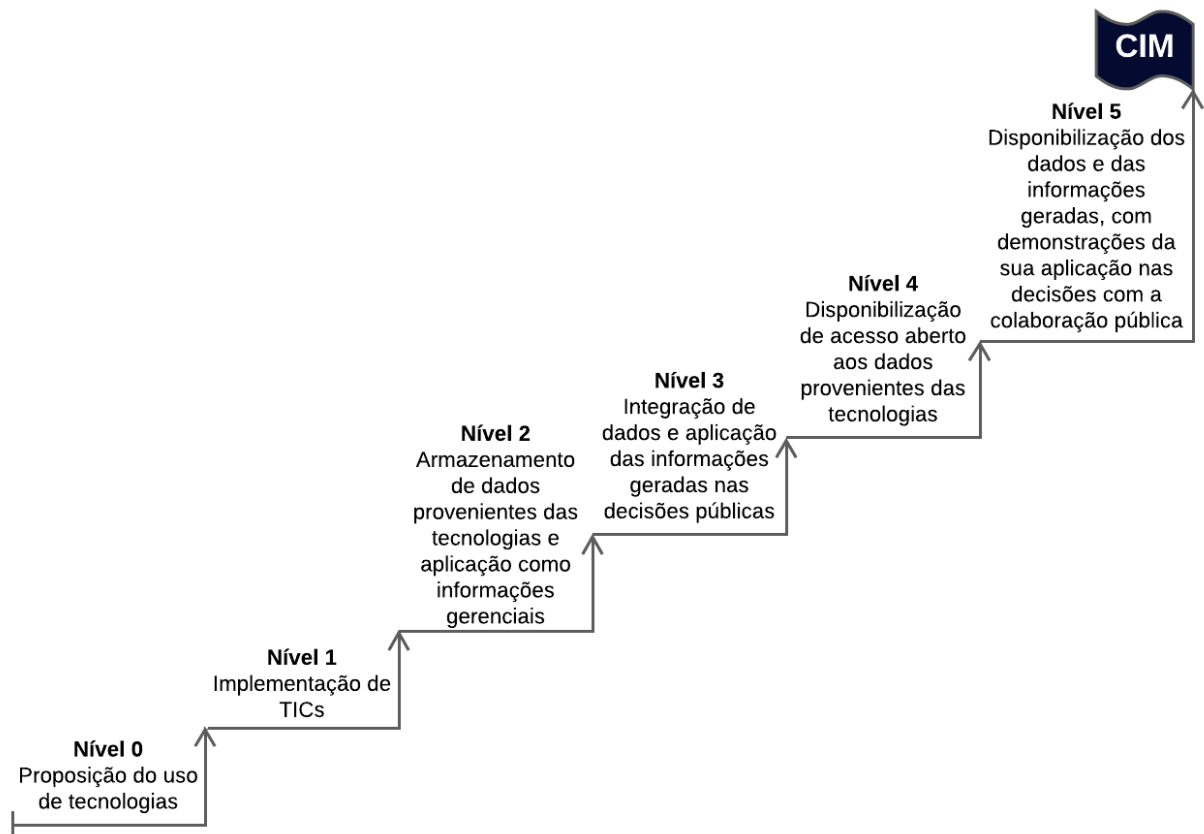 CIM
Nível 5
Disponibilização dos
dados e das
informações
geradas, com
demonstrações da
sua aplicação nas
decisões com a
colaboração pública
Nível 4
Disponibilização
de acesso aberto
aos dados
provenientes das
tecnologias
Nível 3
Integração de
dados e aplicação
das informações
geradas nas
decisões públicas
Nível 2
Armazenamento
de dados
provenientes das
tecnologias e
aplicação como
informações
gerenciais
Nível 1
Implementação de
TICs
Nível 0
Proposição do uso
de tecnologias